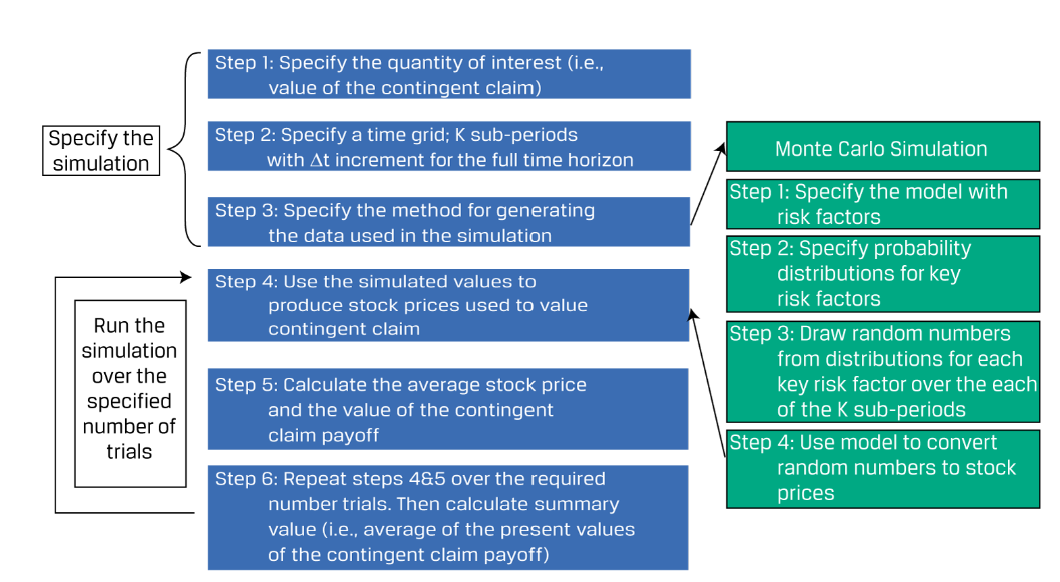 Specify the
simulation
Step 1: Specify the quantity of interest (i.e.,
value of the contingent claim)
Step 2: Specify a time grid; K sub-periods
with Δt increment for the full time horizon
Step 3: Specify the method for generating
the data used in the simulation
Run the
simulation
over the
specified
number of
trials
Step 4: Use the simulated values to
produce stock prices used to value
contingent claim
Step 5: Calculate the average stock price
and the value of the contingent
claim payoff
Step 6: Repeat steps 4&5 over the required
number trials. Then calculate summary
value (i.e., average of the present values
of the contingent claim payoff)
Monte Carlo Simulation
Step 1: Specify the model with
risk factors
Step 2: Specify probability
distributions for key
risk factors
Step 3: Draw random numbers
from distributions for each
key risk factor over the each
of the K sub-periods
Step 4: Use model to convert
random numbers to stock
prices